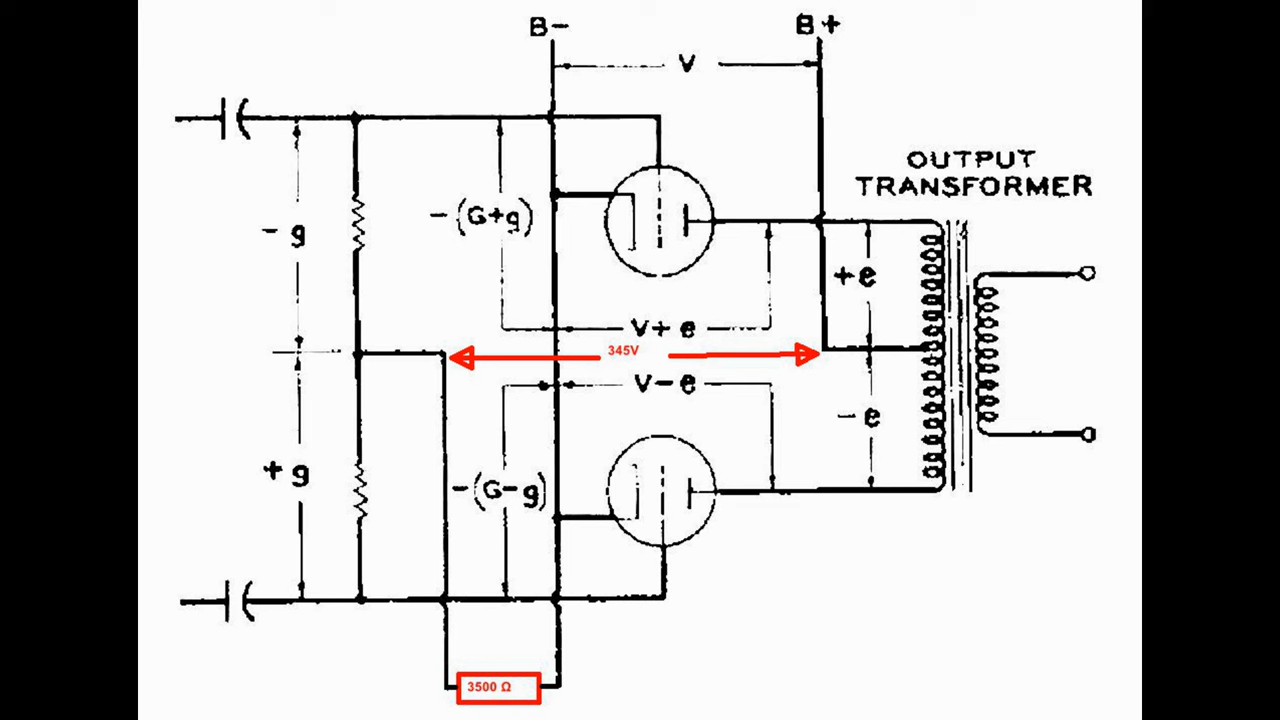 B-
B+
V
OUTPUT
TRANSFORMER
- g
-(G+g)
+e
V+ e
345V
V-e
-e
+g
-(G-g)
3500 Ω